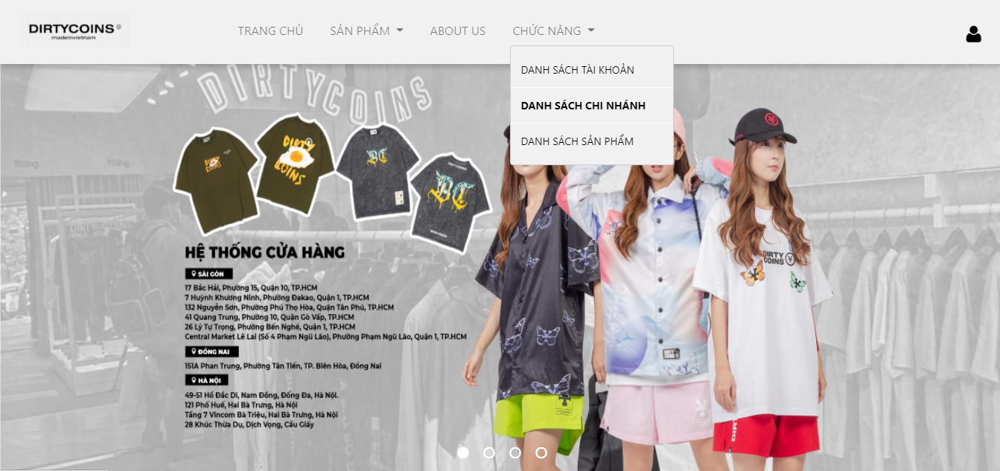 DIRTYCOINS®
madeinvietnam
TRANG CHỦ
SẢN PHẨM
ABOUT US
CHỨC NĂNG
DANH SÁCH TÀI KHOẢN
DANH SÁCH CHI NHÁNH
DANH SÁCH SẢN PHẨM
DIRTYCOINS
fitting
fitting
DIRTY COINS
DIRTY
COINS
DC
DC
HỆ THỐNG CỬA HÀNG
SÀI GÒN
17 Bắc Hải, Phường 15, Quận 10, TP.HCM
7 Huỳnh Khương Ninh, Phường Đakao, Quận 1, TP.HCM
132 Nguyễn Sơn, Phường Phú Thọ Hòa, Quận Tân Phú, TP.HCM
41 Quang Trung, Phường 10, Quận Gò Vấp, TP.HCM
26 Lý Tự Trọng, Phường Bến Nghé, Quận 1, TP.HCM
Central Market Lê Lai (Số 4 Phạm Ngũ Lão), Phường Phạm Ngũ Lão, Quận 1, TP.HCM
ĐỒNG NAI
151A Phan Trung, Phường Tân Tiến, TP. Biên Hòa, Đồng Nai
HÀ NỘI
49-51 Hồ Đắc Di, Nam Đồng, Đống Đa, Hà Nội.
121 Phố Huế, Hai Bà Trưng, Hà Nội
Tầng 7 Vincom Bà Triệu, Hai Bà Trưng, Hà Nội
28 Khúc Thừa Dụ, Dịch Vọng, Cầu Giấy
DIRTY
COINS